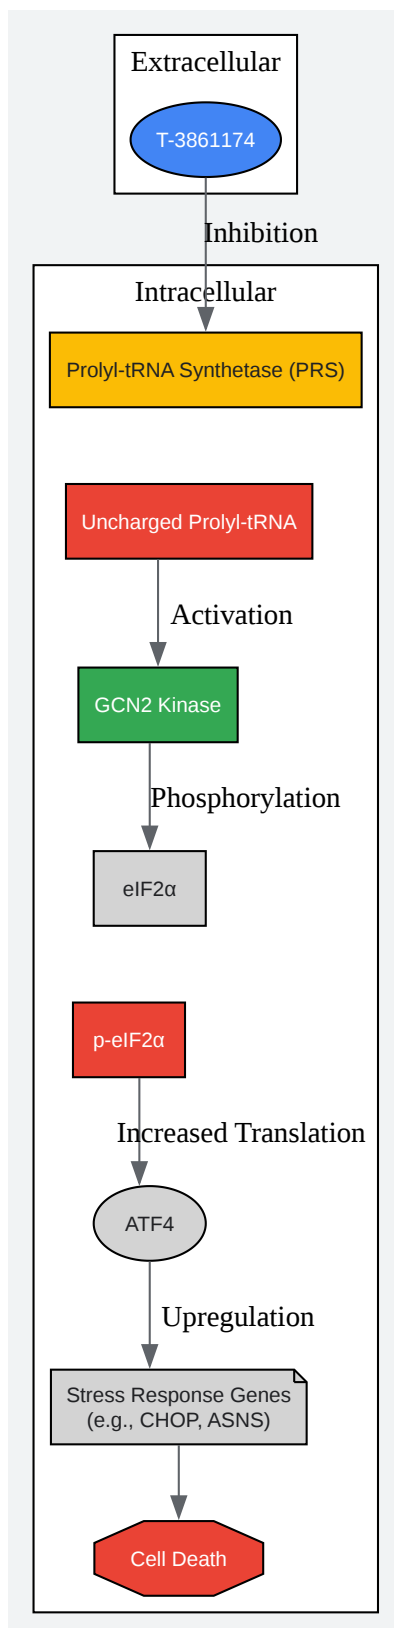 Extracellular
T-3861174
Inhibition
Intracellular
Prolyl-tRNA Synthetase (PRS)
Uncharged Prolyl-tRNA
Activation
GCN2 Kinase
Phosphorylation
eIF2α
p-eIF2α
Increased Translation
ATF4
Upregulation
Stress Response Genes
(e.g., CHOP, ASNS)
Cell Death